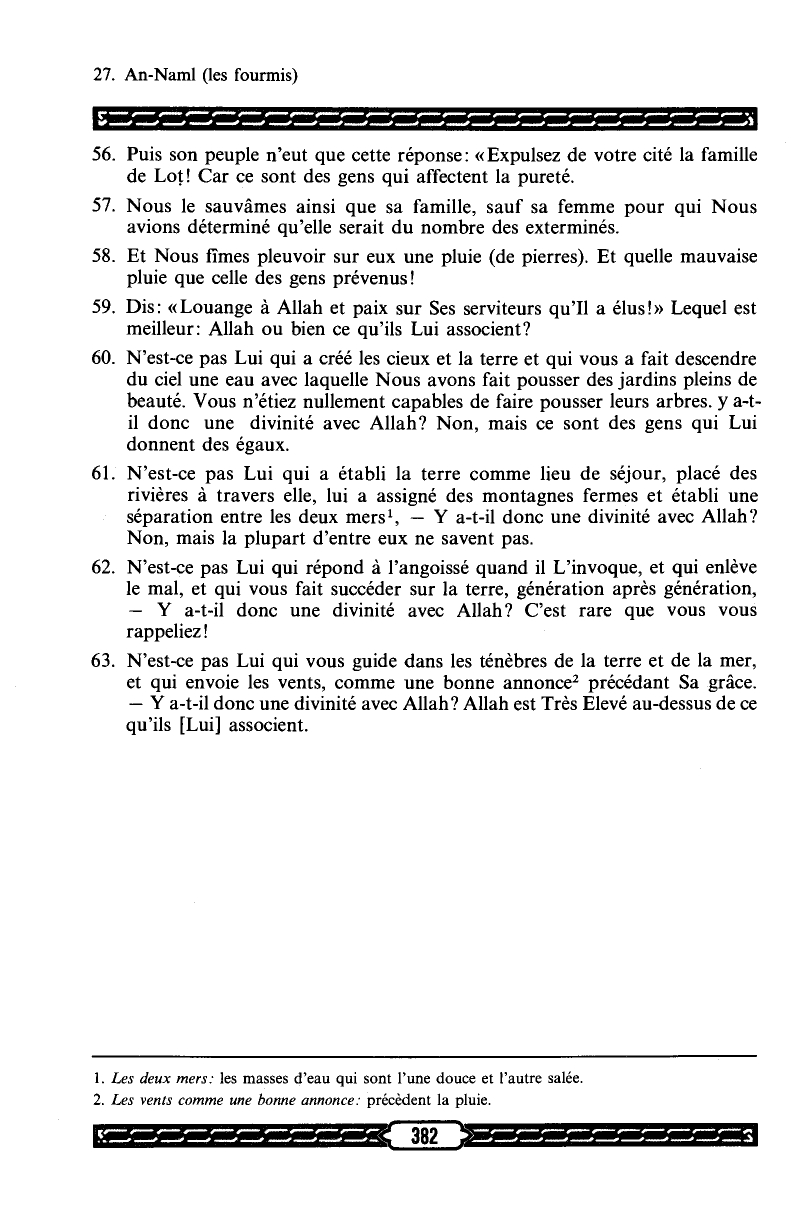 27. An-Naml (les fourmis)
56. Puis son peuple n'eut que cette réponse: «Expulsez de votre cité la famille
de Loṭ! Car ce sont des gens qui affectent la pureté.
57. Nous le sauvâmes ainsi que sa famille, sauf sa femme pour qui Nous
avions déterminé qu'elle serait du nombre des exterminés.
58. Et Nous fîmes pleuvoir sur eux une pluie (de pierres). Et quelle mauvaise
pluie que celle des gens prévenus!
59. Dis: «Louange à Allah et paix sur Ses serviteurs qu'Il a élus!» Lequel est
meilleur: Allah ou bien ce qu'ils Lui associent?
60. N'est-ce pas Lui qui a créé les cieux et la terre et qui vous a fait descendre
du ciel une eau avec laquelle Nous avons fait pousser des jardins pleins de
beauté. Vous n'étiez nullement capables de faire pousser leurs arbres. y a-t-
il donc une divinité avec Allah? Non, mais ce sont des gens qui Lui
donnent des égaux.
61. N'est-ce pas Lui qui a établi la terre comme lieu de séjour, placé des
rivières à travers elle, lui a assigné des montagnes fermes et établi une
séparation entre les deux mers¹, — Y a-t-il donc une divinité avec Allah?
Non, mais la plupart d'entre eux ne savent pas.
62. N'est-ce pas Lui qui répond à l'angoissé quand il L'invoque, et qui enlève
le mal, et qui vous fait succéder sur la terre, génération après génération,
— Y a-t-il donc une divinité avec Allah? C'est rare que vous vous
rappeliez!
63. N'est-ce pas Lui qui vous guide dans les ténèbres de la terre et de la mer,
et qui envoie les vents, comme une bonne annonce² précédant Sa grâce.
— Y a-t-il donc une divinité avec Allah? Allah est Très Elevé au-dessus de ce
qu'ils [Lui] associent.
1. Les deux mers: les masses d'eau qui sont l'une douce et l'autre salée.
2. Les vents comme une bonne annonce: précèdent la pluie.
382